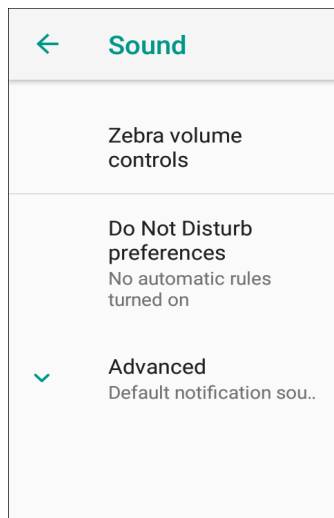 Sound
Zebra volume
controls
Do Not Disturb
preferences
No automatic rules
turned on
Advanced
Default notification sou..